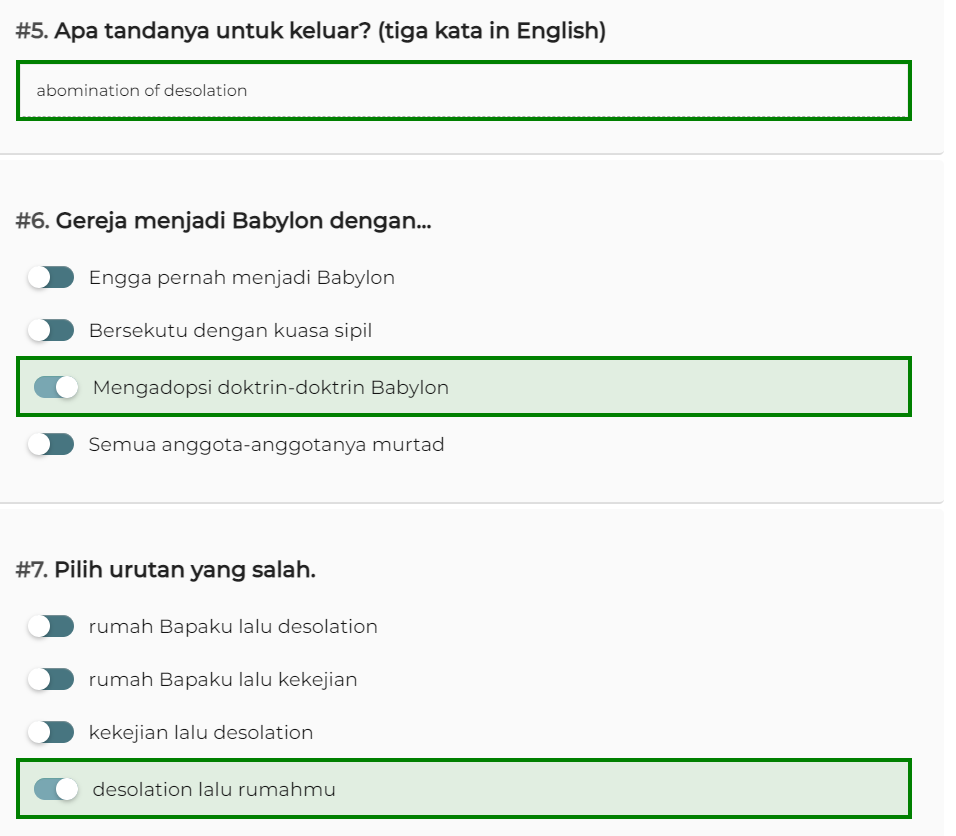 #5. Apa tandanya untuk keluar? (tiga kata in English)
abomination of desolation
#6. Gereja menjadi Babylon dengan...
Engga pernah menjadi Babylon
Bersekutu dengan kuasa sipil
Mengadopsi doktrin-doktrin Babylon
Semua anggota-anggotanya murtad
#7. Pilih urutan yang salah.
rumah Bapaku lalu desolation
rumah Bapaku lalu kekejian
kekejian lalu desolation
desolation lalu rumahmu